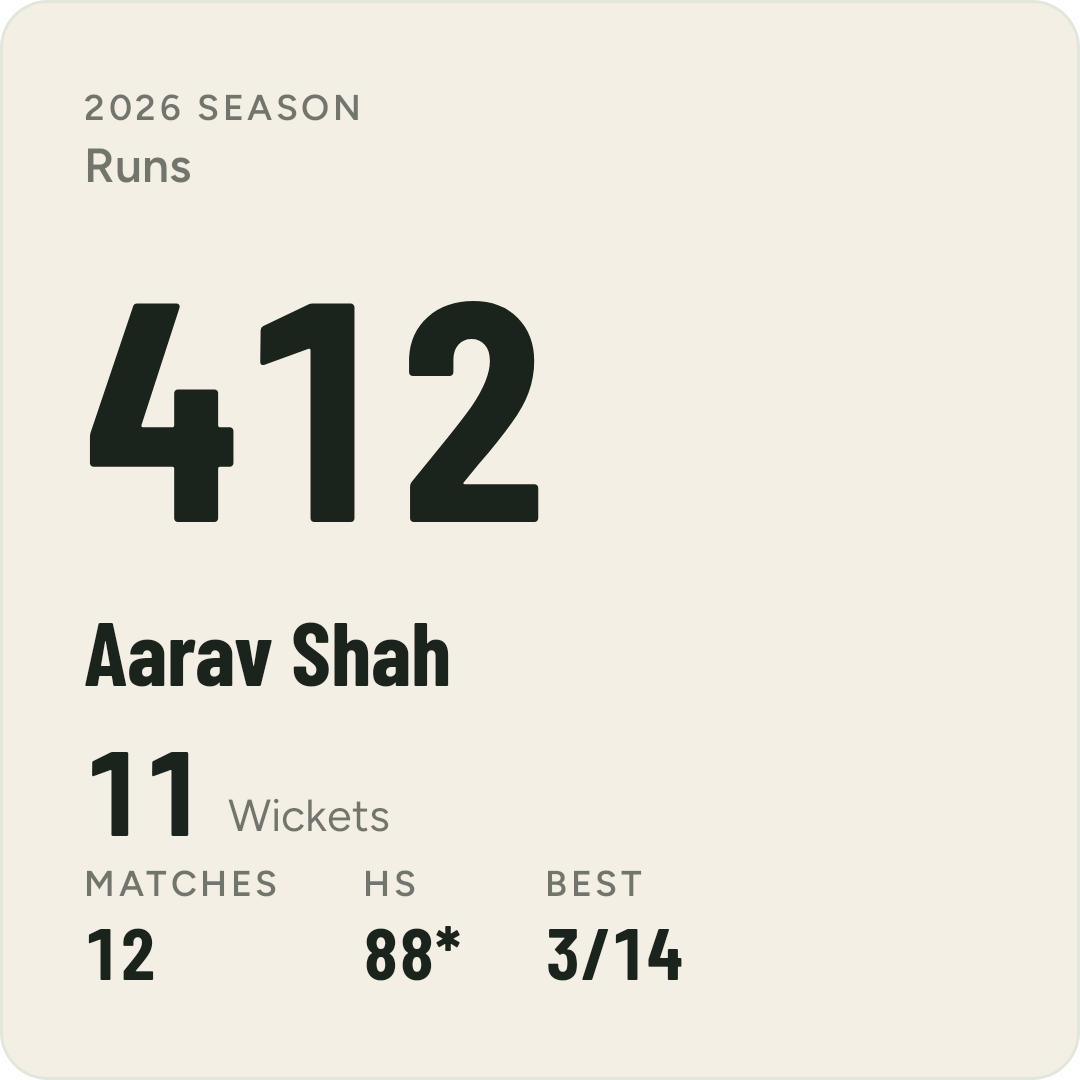 2026 SEASON
Runs
412
Aarav Shah
11 Wickets
MATCHES HS BEST
12 88* 3/14